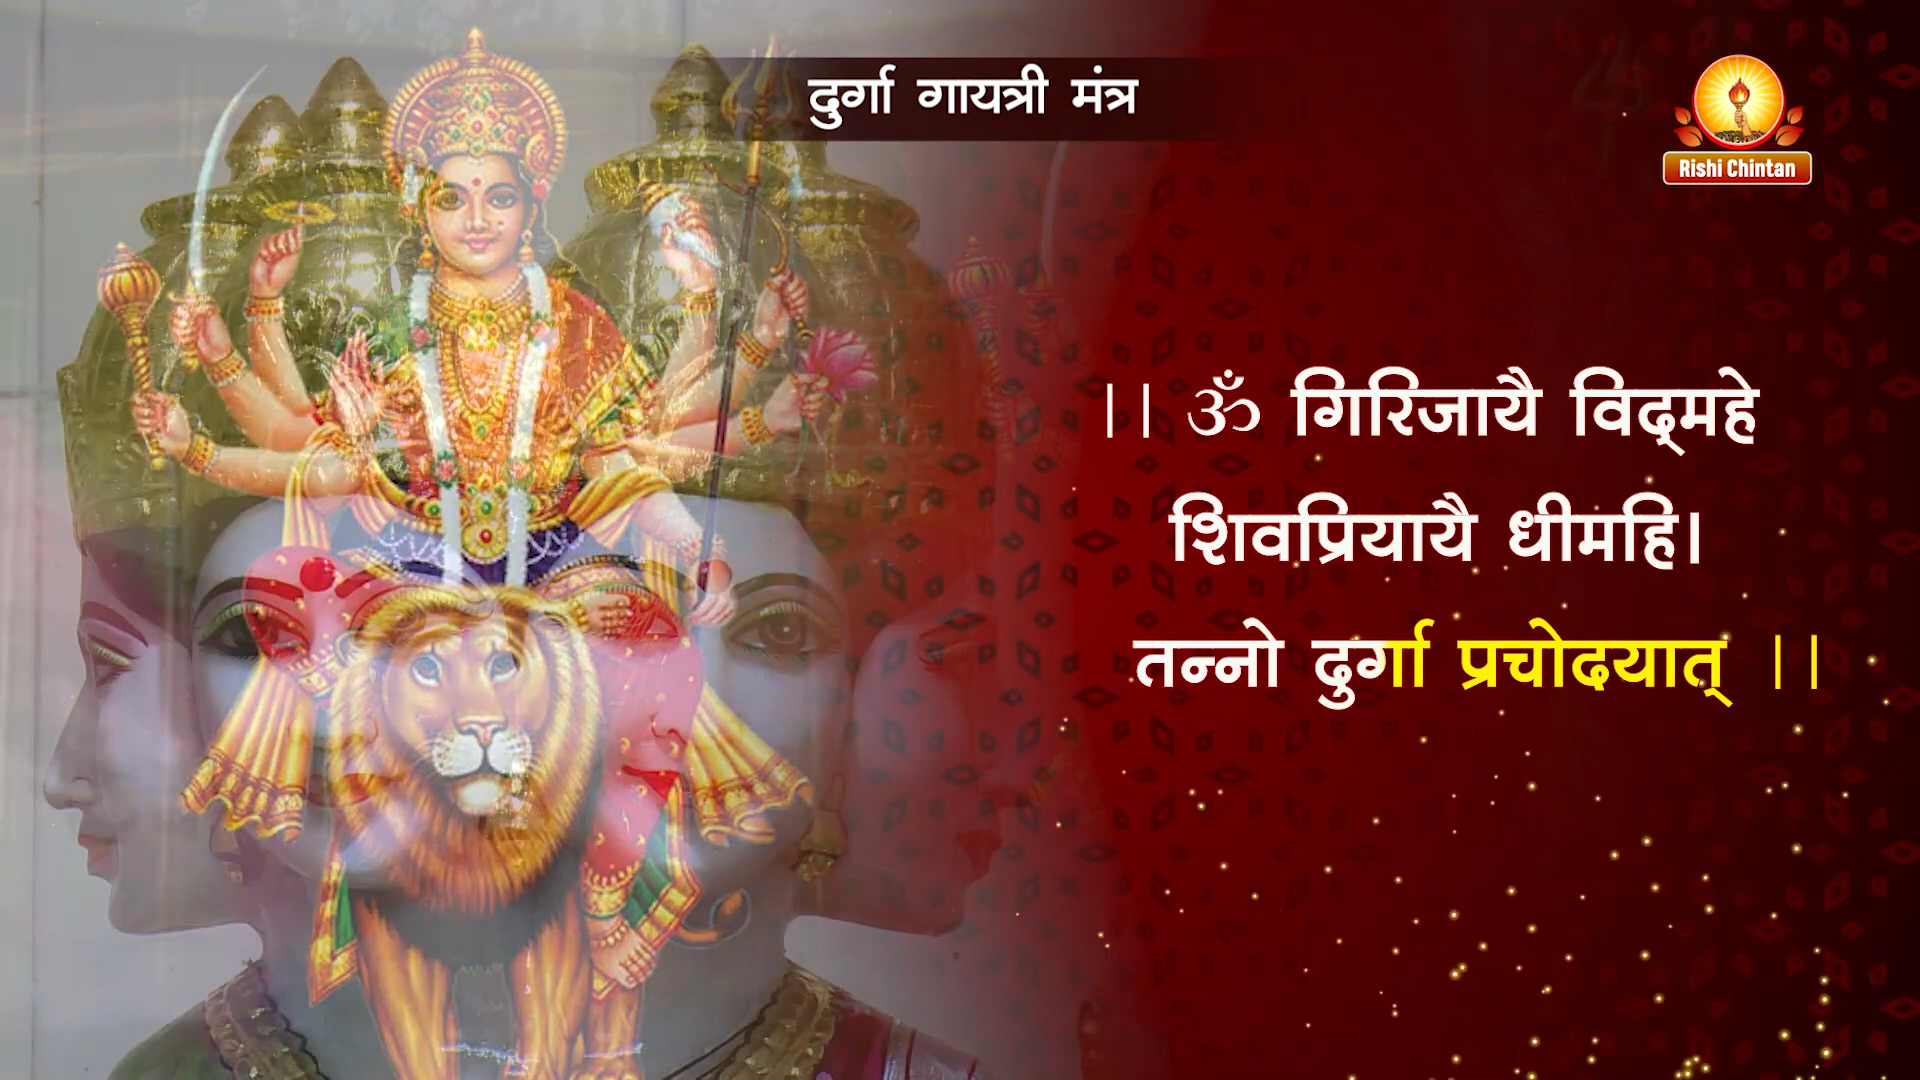 दुर्गा गायत्री मंत्र
Rishi Chintan
।। ॐ गिरिजायै विद्‌महे
शिवप्रियायै धीमहि।
तन्नो दुर्गा प्रचोदयात् ।।